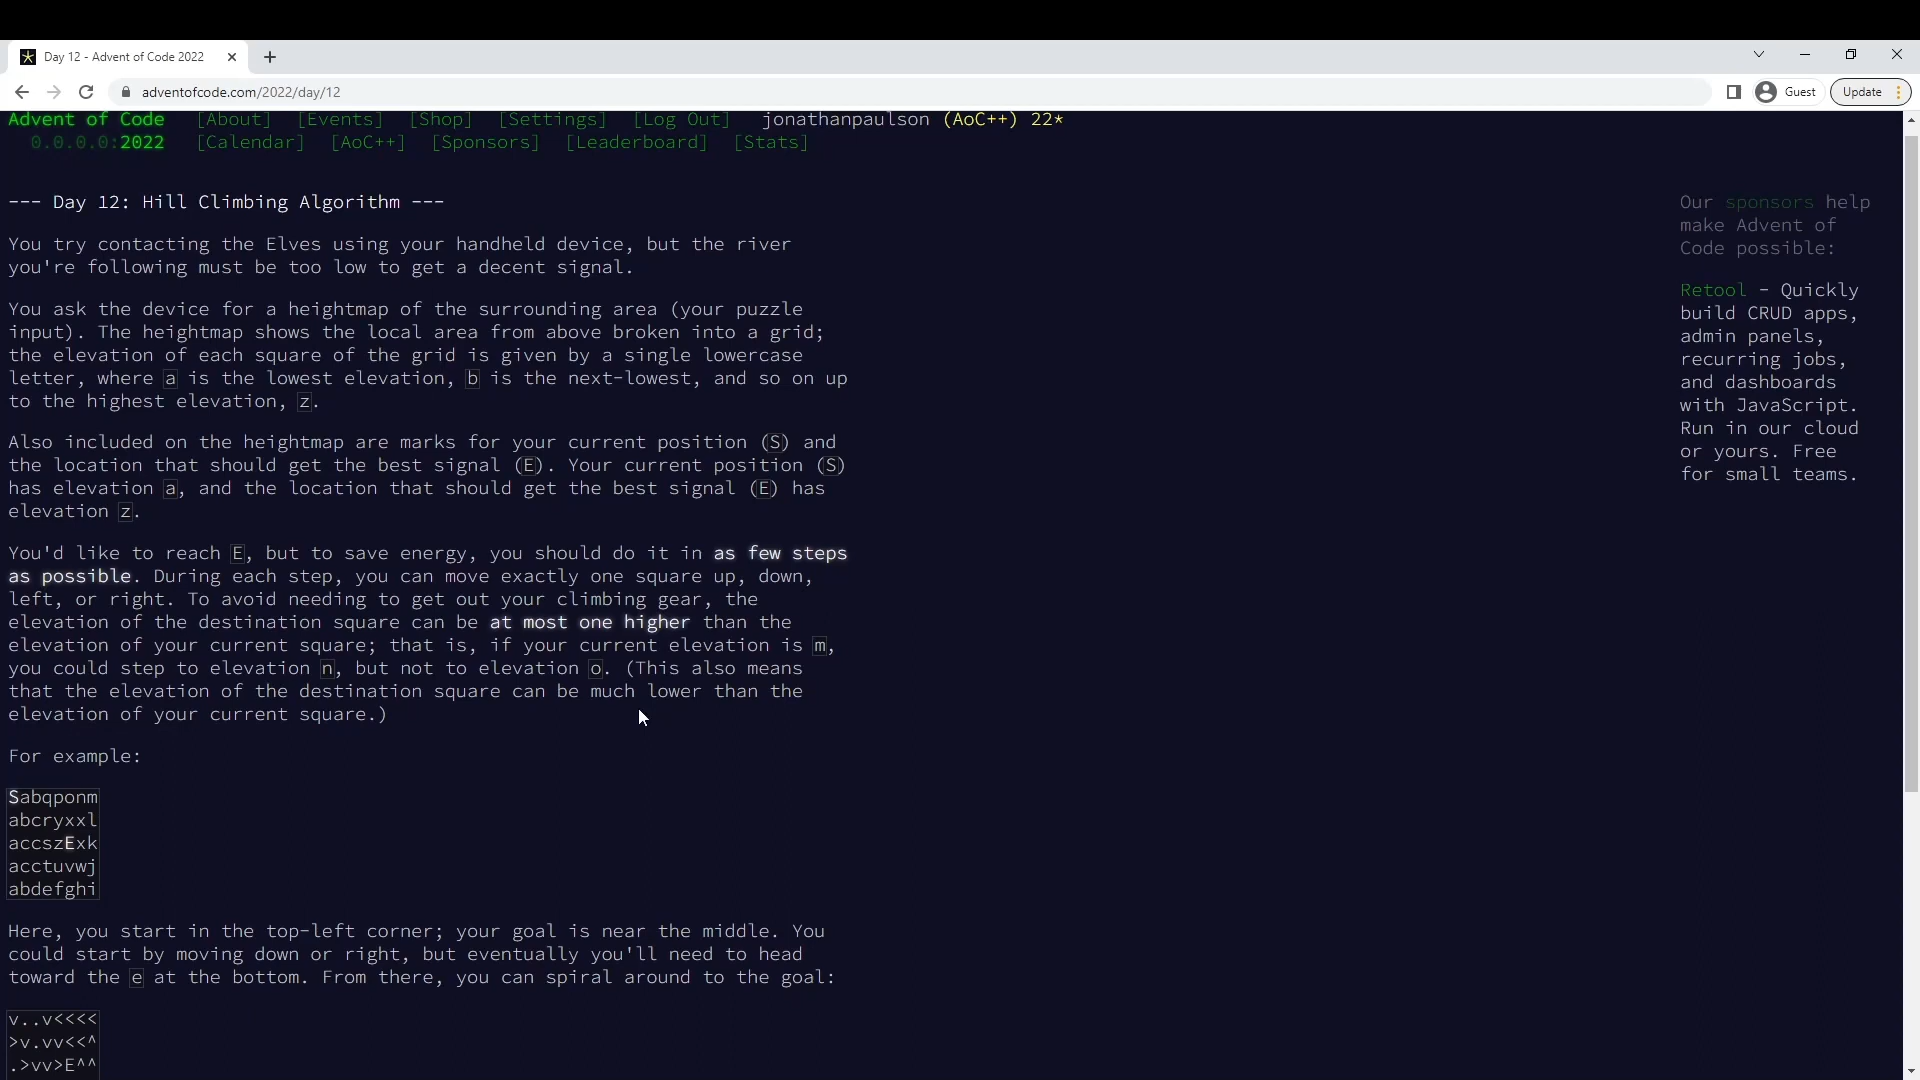 Day 12 - Advent of Code 2022
adventofcode.com/2022/day/12
Guest
Update
Advent of Code [About] [Events] [Shop] [Settings] [Log Out] jonathanpaulson (AoC++) 22*
0.0.0.0:2022 [Calendar] [AoC++] [Sponsors] [Leaderboard] [Stats]
--- Day 12: Hill Climbing Algorithm ---
You try contacting the Elves using your handheld device, but the river
you're following must be too low to get a decent signal.
You ask the device for a heightmap of the surrounding area (your puzzle
input). The heightmap shows the local area from above broken into a grid;
the elevation of each square of the grid is given by a single lowercase
letter, where a is the lowest elevation, b is the next-lowest, and so on up
to the highest elevation, z.
Also included on the heightmap are marks for your current position (S) and
the location that should get the best signal (E). Your current position (S)
has elevation a, and the location that should get the best signal (E) has
elevation z.
You'd like to reach E, but to save energy, you should do it in as few steps
as possible. During each step, you can move exactly one square up, down,
left, or right. To avoid needing to get out your climbing gear, the
elevation of the destination square can be at most one higher than the
elevation of your current square; that is, if your current elevation is m,
you could step to elevation n, but not to elevation o. (This also means
that the elevation of the destination square can be much lower than the
elevation of your current square.)
For example:
Sabqponm
abcryxxl
accszExk
acctuvwj
abdefghi
Here, you start in the top-left corner; your goal is near the middle. You
could start by moving down or right, but eventually you'll need to head
toward the e at the bottom. From there, you can spiral around to the goal:
v..v<<<<
>v.vv<<^
.>vv>E^^
Our sponsors help
make Advent of
Code possible:
Retool - Quickly
build CRUD apps,
admin panels,
recurring jobs,
and dashboards
with JavaScript.
Run in our cloud
or yours. Free
for small teams.